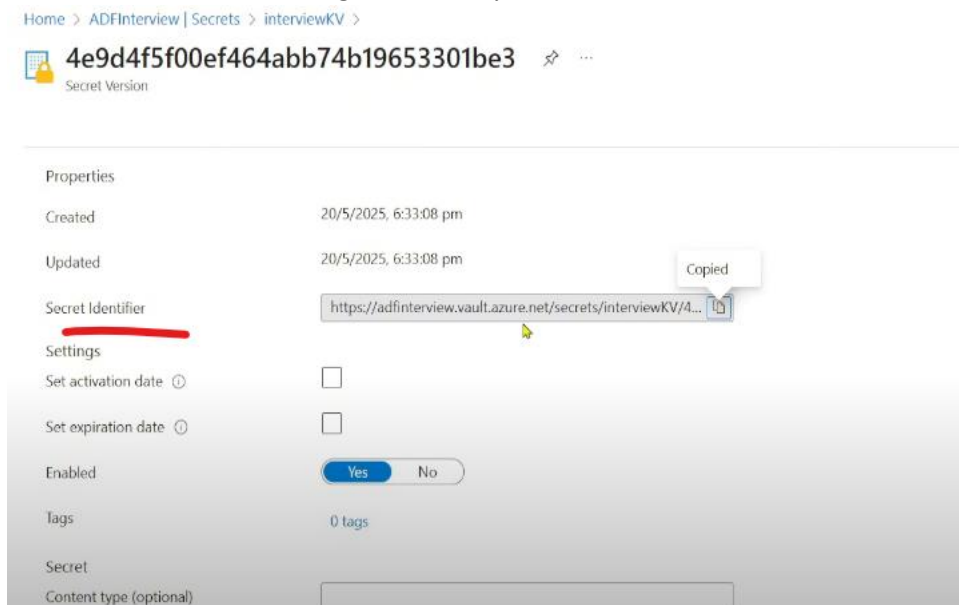 Home > ADFInterview | Secrets > interviewKV >
4e9d4f5f00ef464abb74b19653301be3
Secret Version
Properties
Created 20/5/2025, 6:33:08 pm
Updated 20/5/2025, 6:33:08 pm
Copied
Secret Identifier https://adfinterview.vault.azure.net/secrets/interviewKV/4...
Settings
Set activation date
Set expiration date
Enabled Yes No
Tags 0 tags
Secret
Content type (optional)